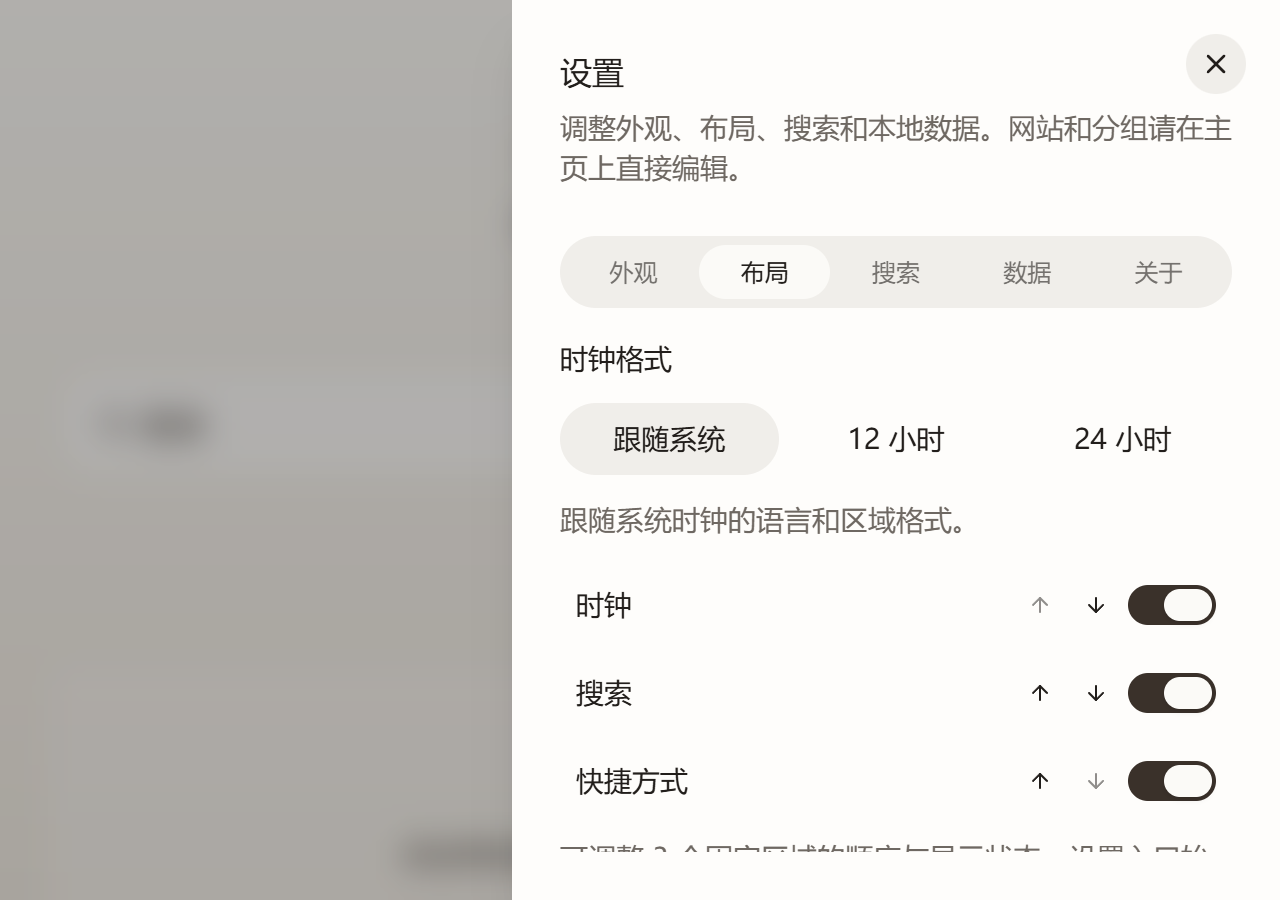 设置
调整外观、布局、搜索和本地数据。网站和分组请在主
页上直接编辑。
外观 布局 搜索 数据 关于
时钟格式
跟随系统 12 小时 24 小时
跟随系统时钟的语言和区域格式。
时钟
搜索
快捷方式